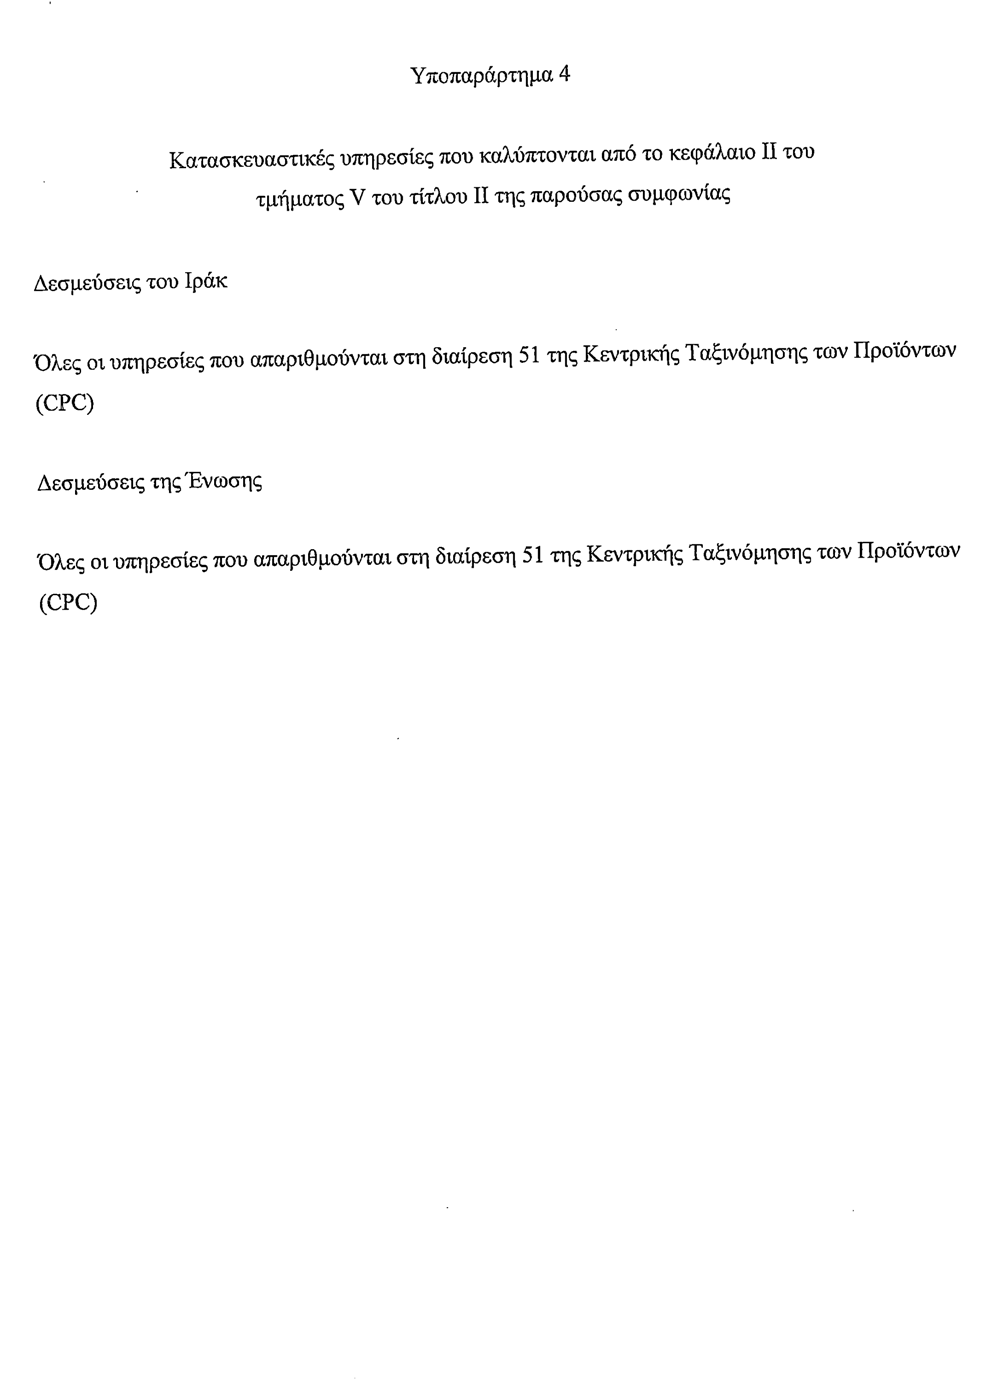 Υποπαράρτημα 4
Κατασκευαστικές υπηρεσίες που καλύπτονται από το κεφάλαιο ΙΙ του
τμήματος V του τίτλου ΙΙ της παρούσας συμφωνίας
Δεσμεύσεις του Ιράκ
Όλες οι υπηρεσίες που απαριθμούνται στη διαίρεση 51 της Κεντρικής Ταξινόμησης των Προϊόντων
(CPC)
Δεσμεύσεις της Ένωσης
Όλες οι υπηρεσίες που απαριθμούνται στη διαίρεση 51 της Κεντρικής Ταξινόμησης των Προϊόντων
(CPC)